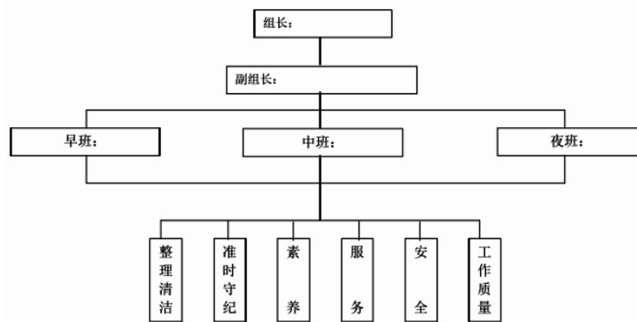 组长：
副组长：
早班：
中班：
夜班：
整理清洁
准时守纪
素养
服务
安全
工作质量